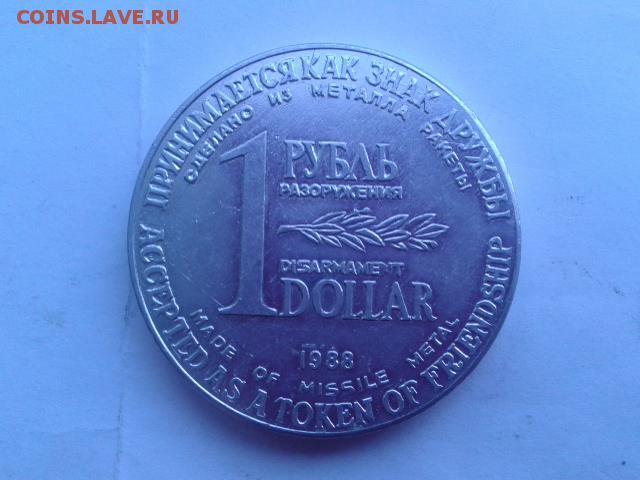 COINS.LAVE.RU
ПРИНИМАЕТСЯ КАК ЗНАК ДРУЖБЫ
СДЕЛАНО ИЗ МЕТАЛЛА РАКЕТЫ
1 РУБЛЬ
РАЗОРУЖЕНИЯ
DISARMAMENT
DOLLAR
1988
MADE OF MISSILE METAL
ACCEPTED AS A TOKEN OF FRIENDSHIP